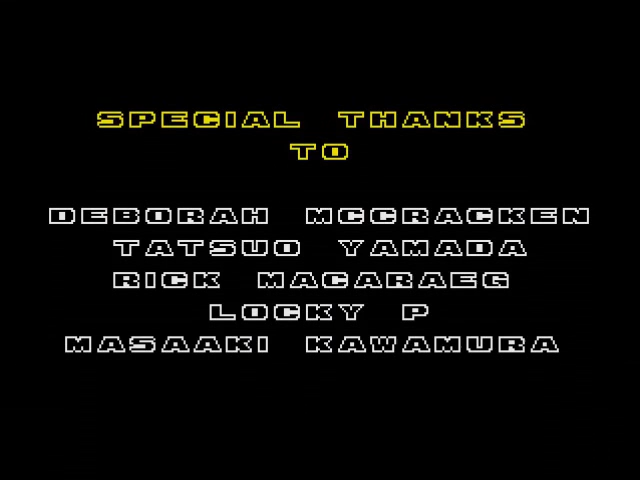 SPECIAL THANKS
TO
DEBORAH MCCRACKEN
TATSUO YAMADA
RICK MACARAEG
LOCKY P
MASAAKI KAWAMURA